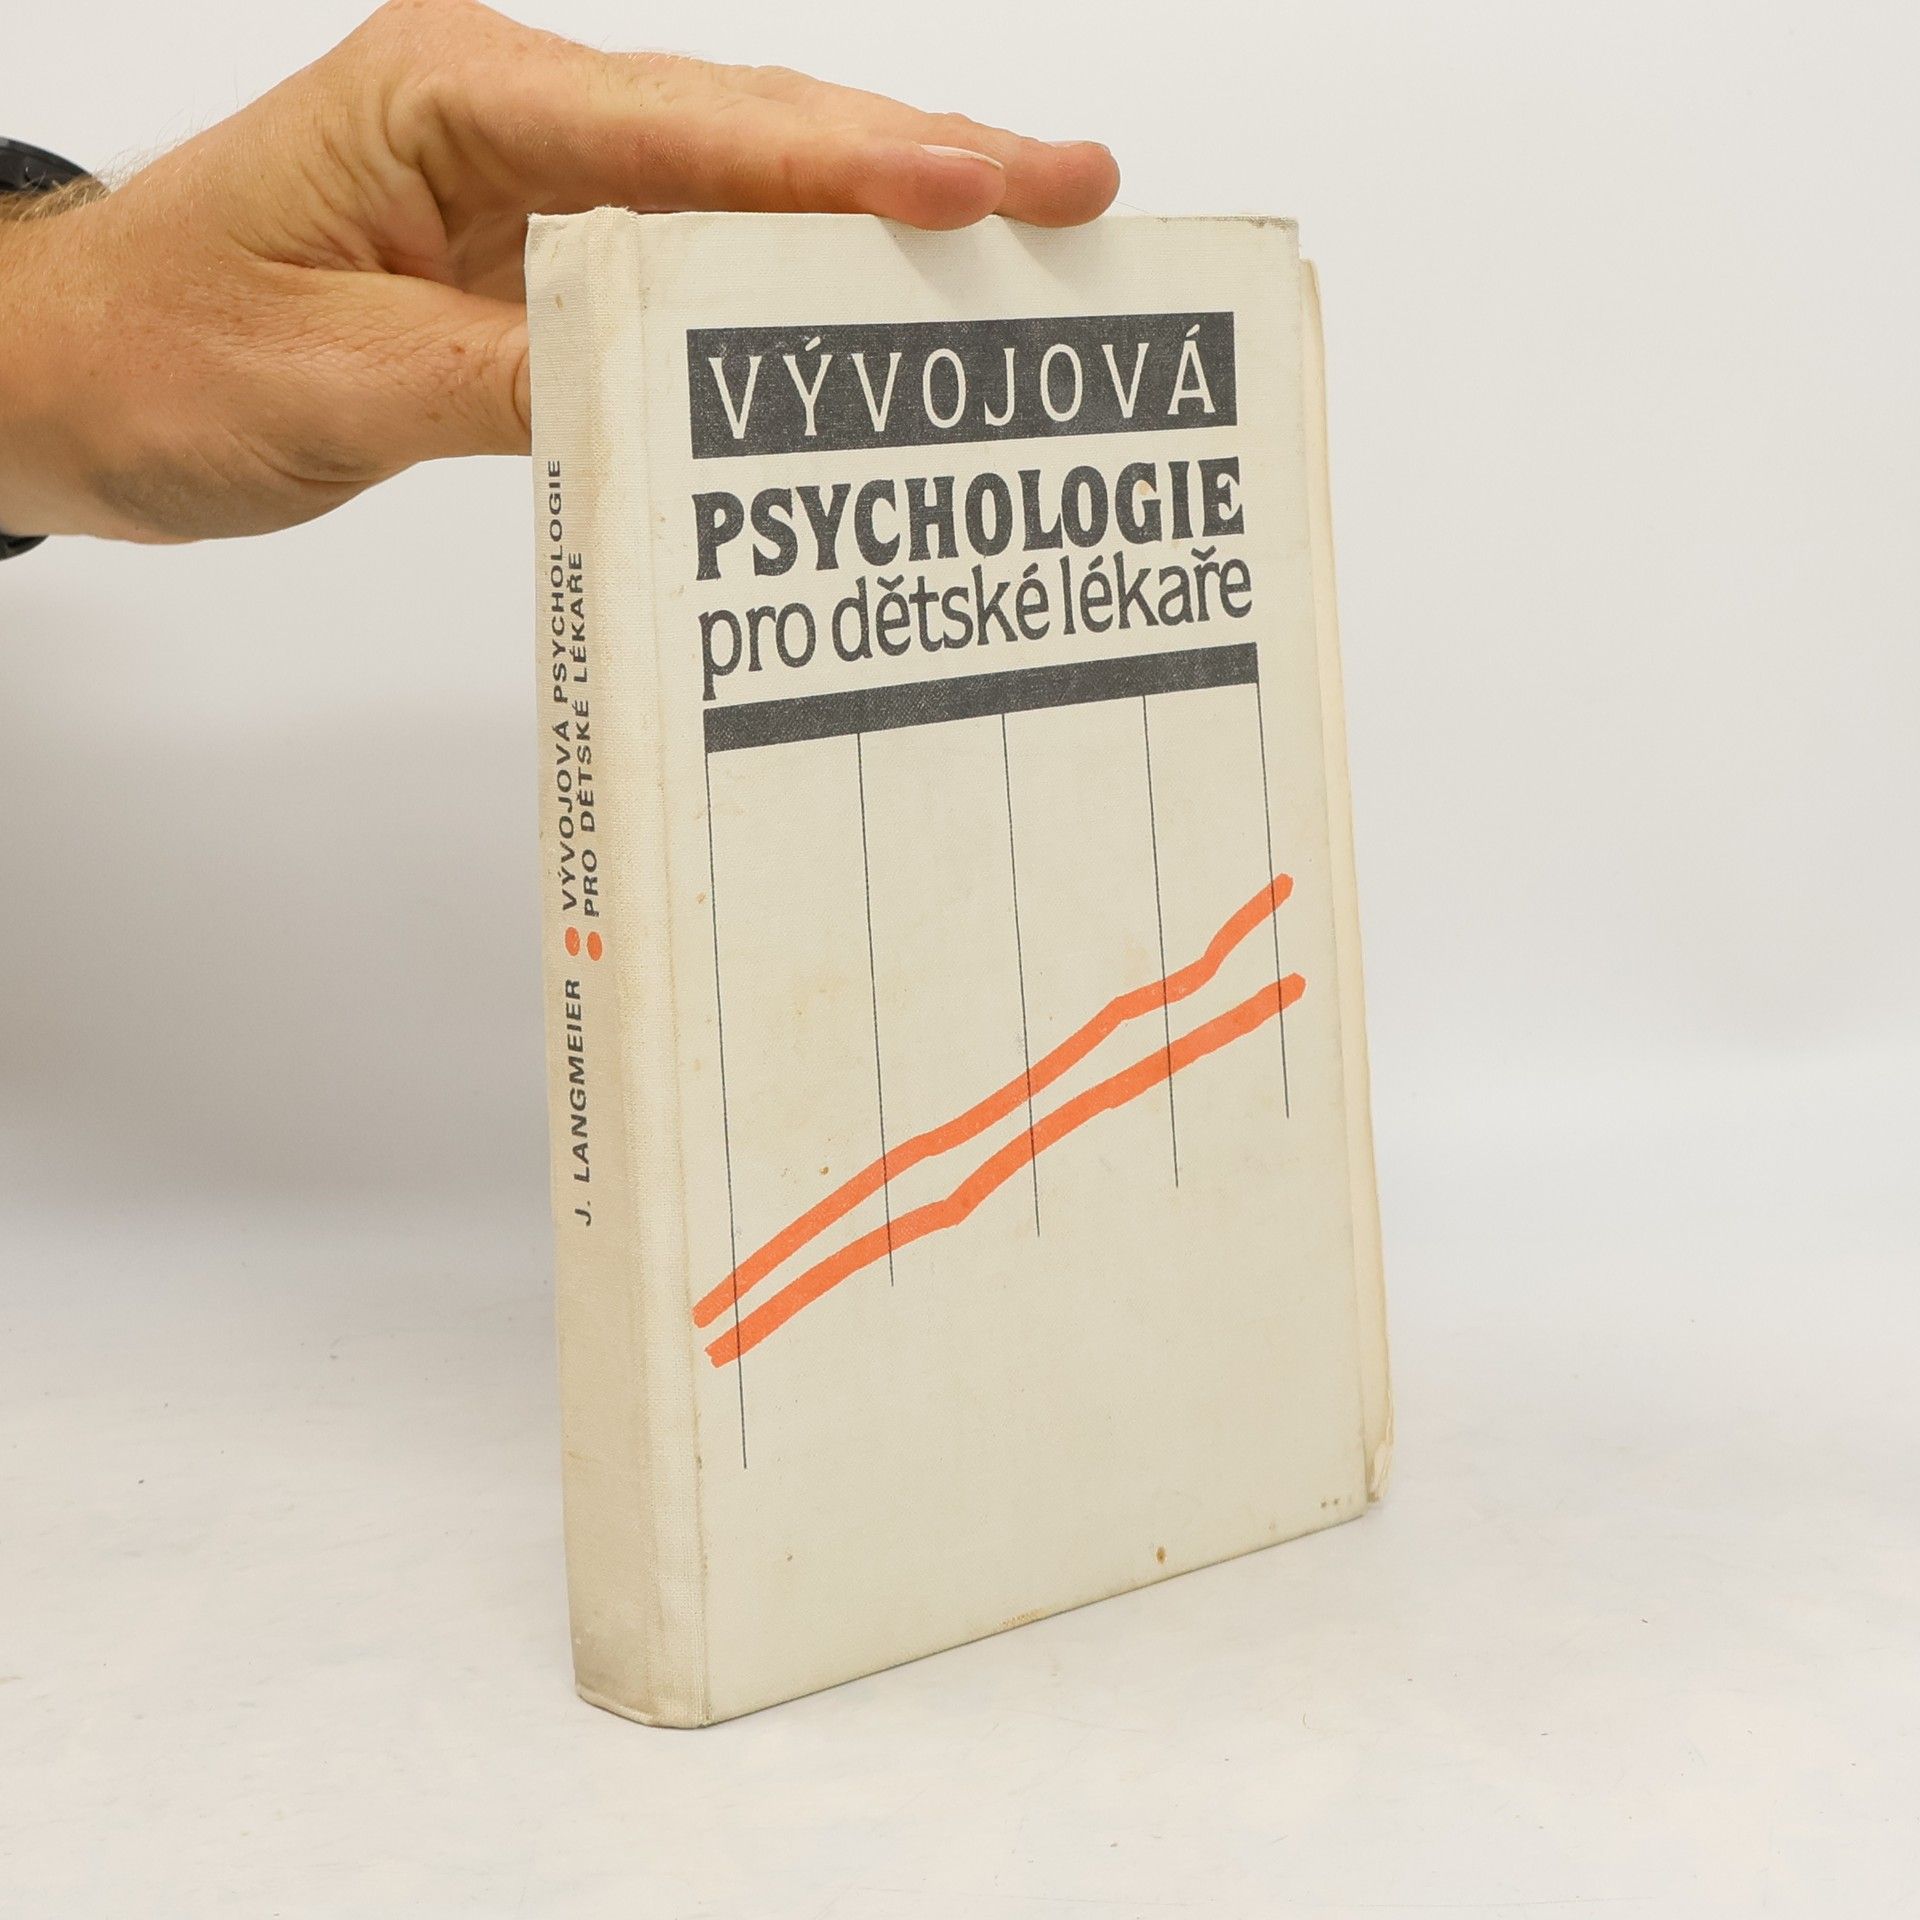 VÝVOJOVÁ
PSYCHOLOGIE
pro dětské lékaře
J. LANGMEIER
VÝVOJOVÁ PSYCHOLOGIE
PRO DĚTSKÉ LÉKAŘE